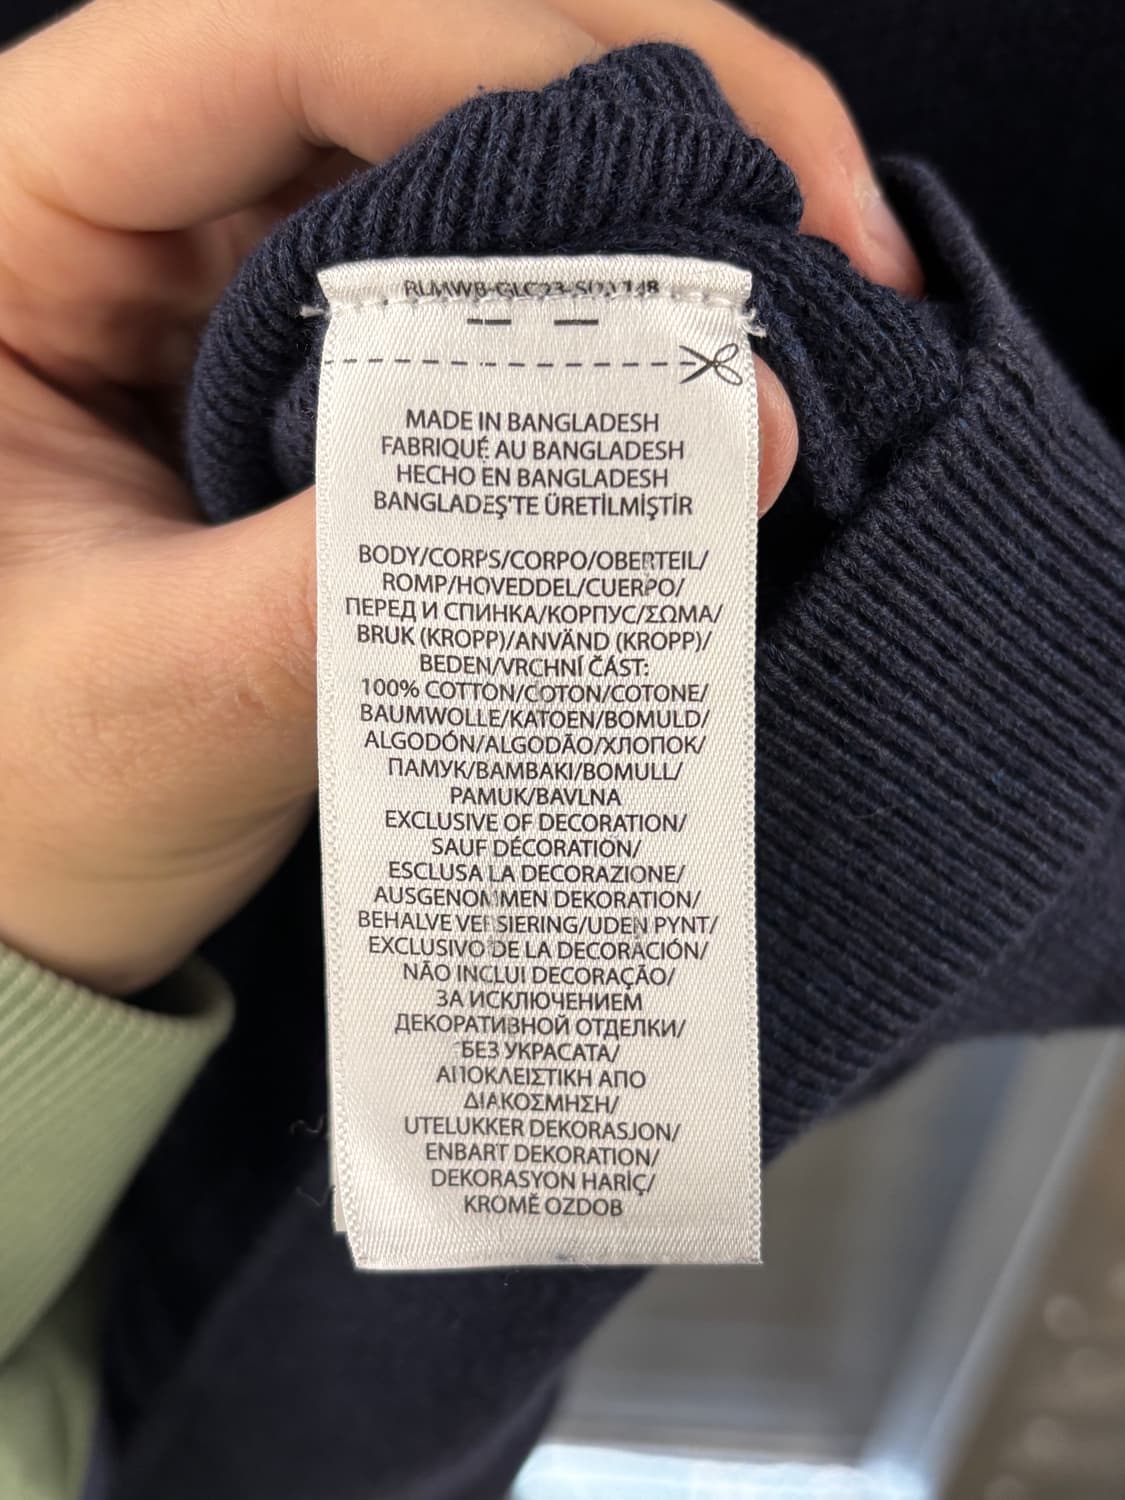 MADE IN BANGLADESH
FABRIQUÉ AU BANGLADESH
HECHO EN BANGLADESH
BANGLADEŞ'TE ÜRETİLMİŞTİR
BODY/CORPS/CORPO/OBERTEIL/
ROMP/HOVEDDEL/CUERPO/
ПЕРЕД И СПИНКА/КОРПУС/ΣΩΜΑ/
BRUK (KROPP)/ANVÄND (KROPP)/
BEDEN/VRCHNÍ ČÁST:
100% COTTON/COTON/COTONE/
BAUMWOLLE/KATOEN/BOMULD/
ALGODÓN/ALGODÃO/ХЛОПОК/
ПАМУК/BAMBAKI/BOMULL/
PAMUK/BAVLNA
EXCLUSIVE OF DECORATION/
SAUF DÉCORATION/
ESCLUSA LA DECORAZIONE/
AUSGENOMMEN DEKORATION/
BEHALVE VERSIERING/UDEN PYNT/
EXCLUSIVO DE LA DECORACIÓN/
NÃO INCLUI DECORAÇÃO/
ЗА ИСКЛЮЧЕНИЕМ
ДЕКОРАТИВНОЙ ОТДЕЛКИ/
БЕЗ УКРАСАТА/
ΑΠΟΚΛΕΙΣΤΙΚΗ ΑΠΟ
ΔΙΑΚΟΣΜΗΣΗ/
UTELUKKER DEKORASJON/
ENBART DEKORATION/
DEKORASYON HARİÇ/
KROMĚ OZDOB